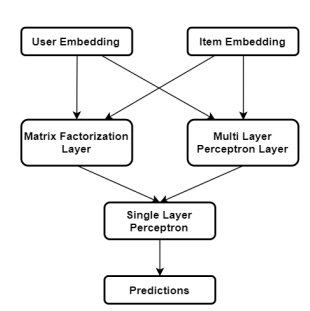 User Embedding
Item Embedding
Matrix Factorization
Layer
Multi Layer
Perceptron Layer
Single Layer
Perceptron
Predictions